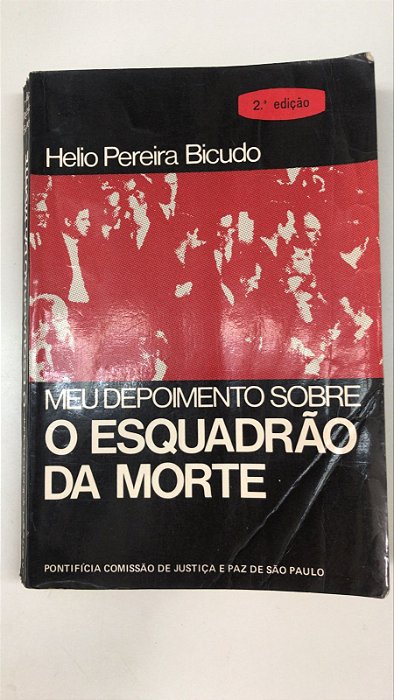 2.ª edição
Helio Pereira Bicudo
MEU DEPOIMENTO SOBRE
O ESQUADRÃO
DA MORTE
PONTIFÍCIA COMISSÃO DE JUSTIÇA E PAZ DE SÃO PAULO